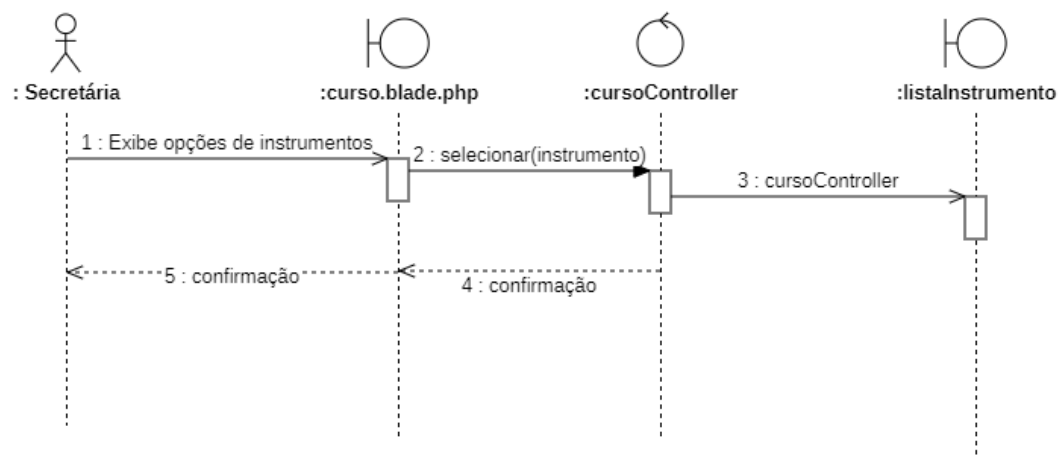 : Secretária
:curso.blade.php
:cursoController
:listaInstrumento
1 : Exibe opções de instrumentos
2 : selecionar(instrumento)
3 : cursoController
5 : confirmação
4 : confirmação